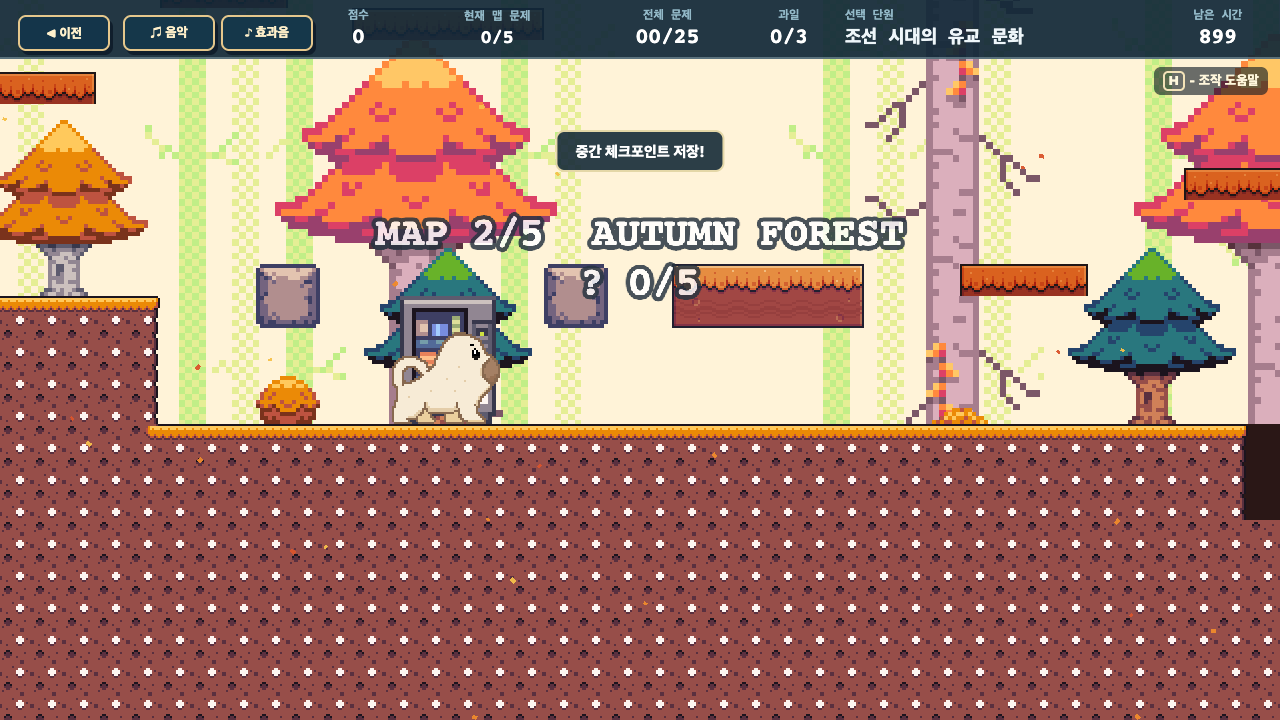 ◀ 이전
♫ 음악
♪ 효과음
점수
0
현재 맵 문제
0/5
전체 문제
00/25
과일
0/3
선택 단원
조선 시대의 유교 문화
남은 시간
899
H - 조작 도움말
중간 체크포인트 저장!
MAP 2/5 AUTUMN FOREST
? 0/5